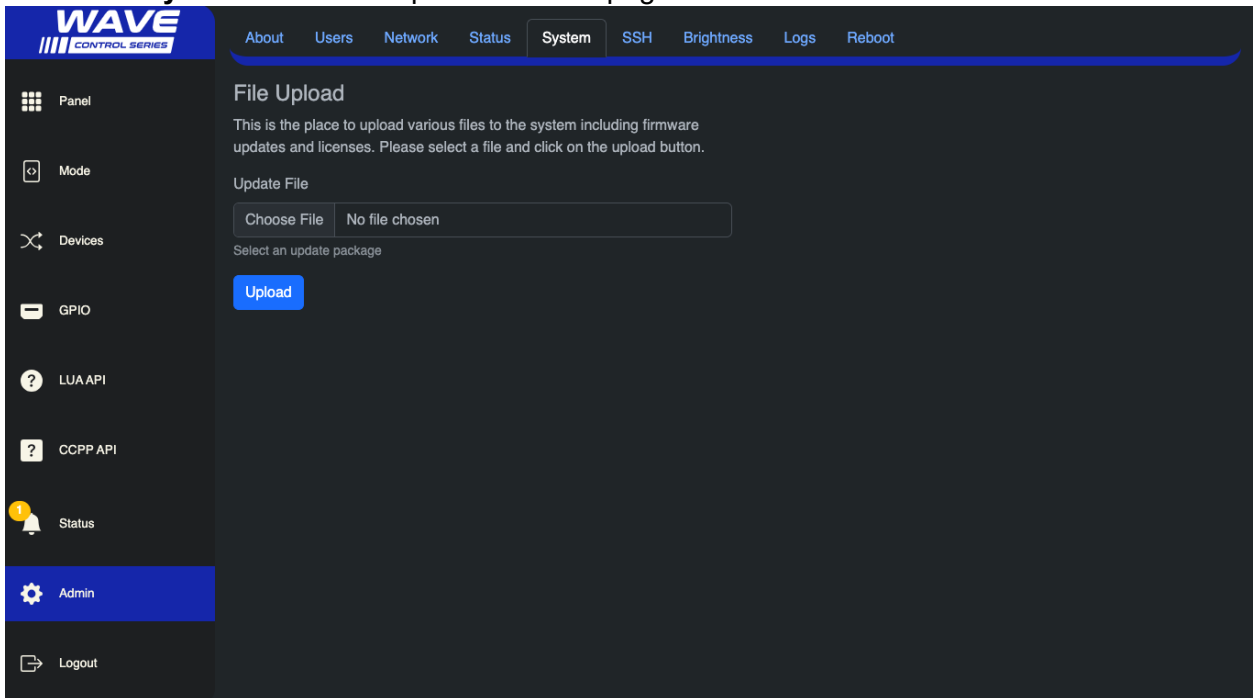 WAVE
CONTROL SERIES
About Users Network Status System SSH Brightness Logs Reboot
Panel
Mode
Devices
GPIO
? LUA API
? CCPP API
1
Status
Admin
Logout
File Upload
This is the place to upload various files to the system including firmware
updates and licenses. Please select a file and click on the upload button.
Update File
Choose File No file chosen
Select an update package
Upload